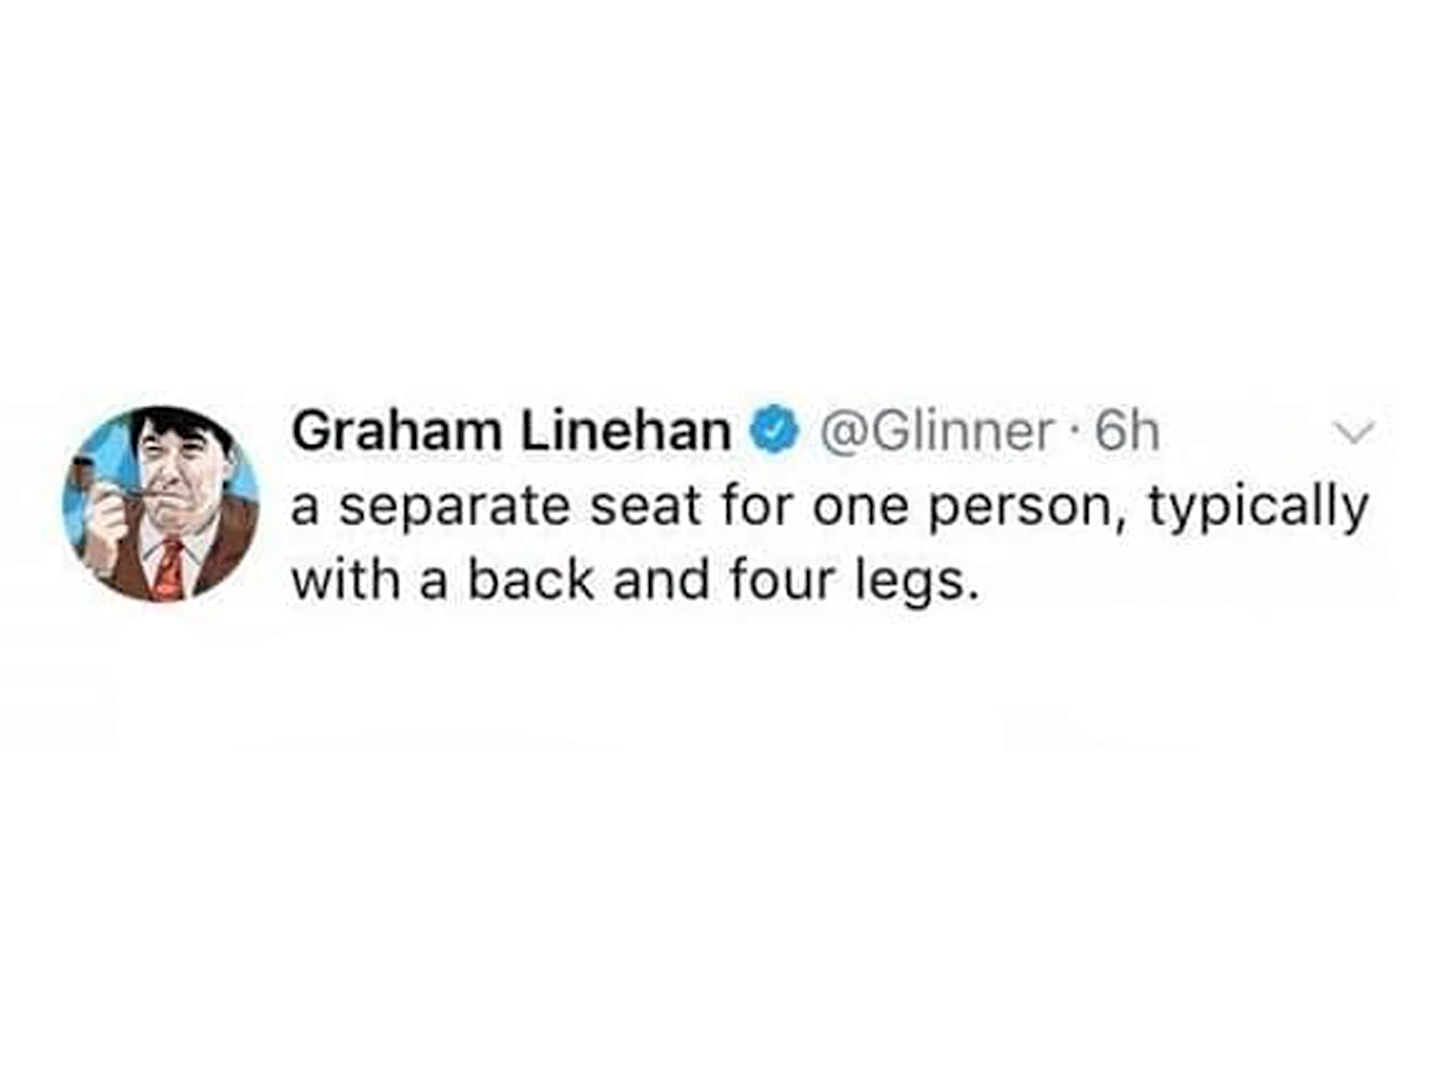 Graham Linehan @Glinner · 6h
a separate seat for one person, typically
with a back and four legs.